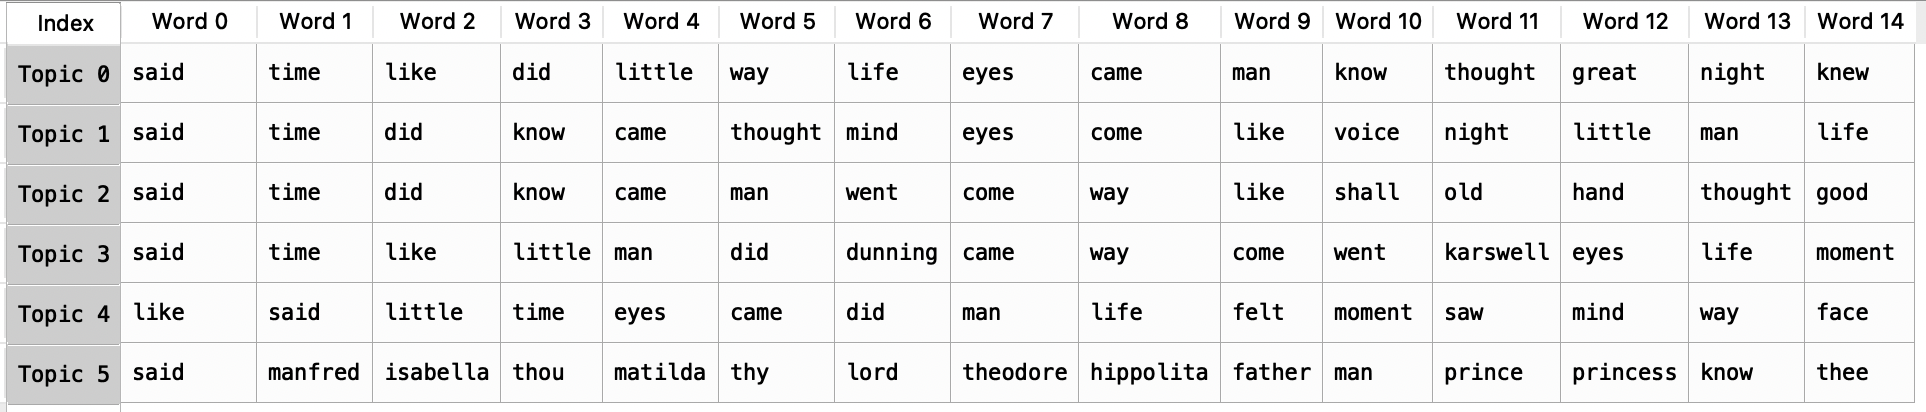 Index Word 0 Word 1 Word 2 Word 3 Word 4 Word 5 Word 6 Word 7 Word 8 Word 9 Word 10 Word 11 Word 12 Word 13 Word 14
Topic 0 said time like did little way life eyes came man know thought great night knew
Topic 1 said time did know came thought mind eyes come like voice night little man life
Topic 2 said time did know came man went come way like shall old hand thought good
Topic 3 said time like little man did dunning came way come went karswell eyes life moment
Topic 4 like said little time eyes came did man life felt moment saw mind way face
Topic 5 said manfred isabella thou matilda thy lord theodore hippolita father man prince princess know thee